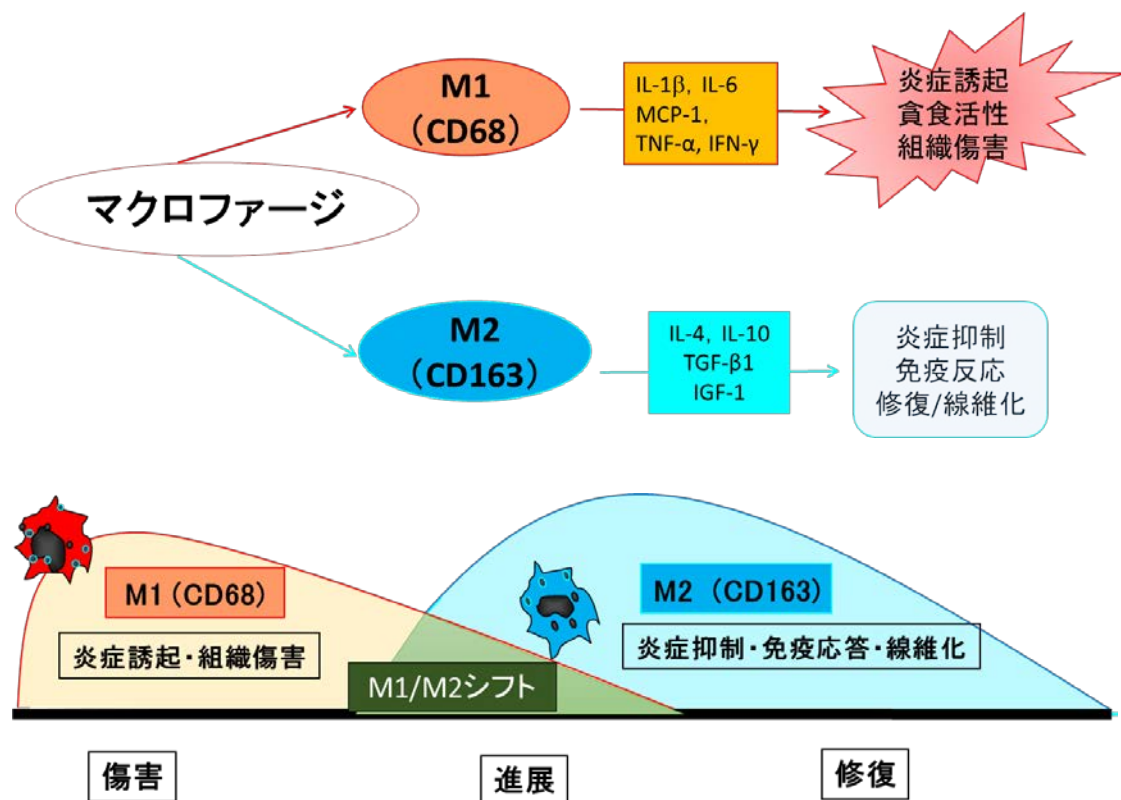 M1
（CD68）
IL-1β, IL-6
MCP-1,
TNF-α, IFN-γ
炎症誘起
貪食活性
組織傷害
マクロファージ
M2
（CD163）
IL-4, IL-10
TGF-β1
IGF-1
炎症抑制
免疫反応
修復/線維化
M1 (CD68)
炎症誘起・組織傷害
M1/M2シフト
M2 （CD163）
炎症抑制・免疫応答・線維化
傷害
進展
修復